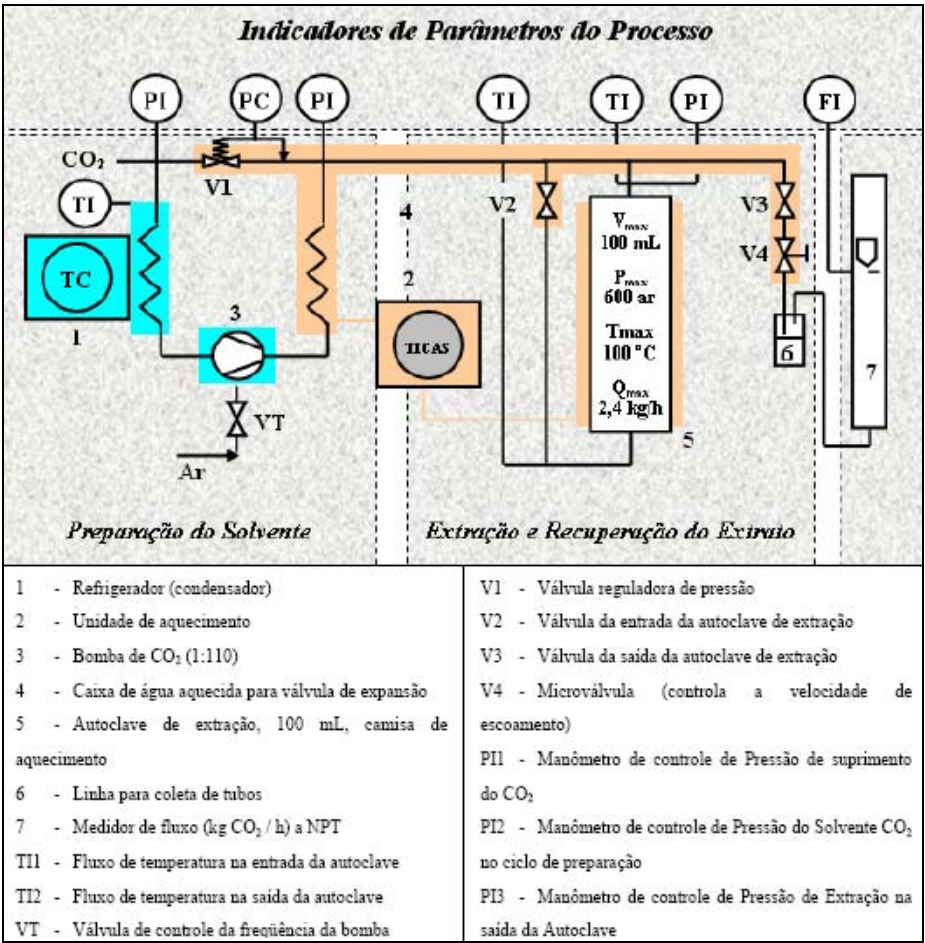 Indicadores de Parâmetros do Processo
PI PC PI TI TI PI FI
CO₂
V1
TI
TC
1
3
VT
Ar
4
2
TICAS
V2
Vmax
100 mL
Pmax
600 ar
Tmax
100 °C
Qmax
2,4 kg/h
5
V3
V4
6
7
Preparação do Solvente
Extração e Recuperação do Extrato
1 - Refrigerador (condensador)
2 - Unidade de aquecimento
3 - Bomba de CO₂ (1:110)
4 - Caixa de água aquecida para válvula de expansão
5 - Autoclave de extração, 100 mL, camisa de
aquecimento
6 - Linha para coleta de tubos
7 - Medidor de fluxo (kg CO₂ / h) a NPT
TI1 - Fluxo de temperatura na entrada da autoclave
TI2 - Fluxo de temperatura na saída da autoclave
VT - Válvula de controle da freqüência da bomba
V1 - Válvula reguladora de pressão
V2 - Válvula da entrada da autoclave de extração
V3 - Válvula da saída da autoclave de extração
V4 - Microválvula (controla a velocidade de
escoamento)
PI1 - Manômetro de controle de Pressão de suprimento
do CO₂
PI2 - Manômetro de controle de Pressão do Solvente CO₂
no ciclo de preparação
PI3 - Manômetro de controle de Pressão de Extração na
saída da Autoclave